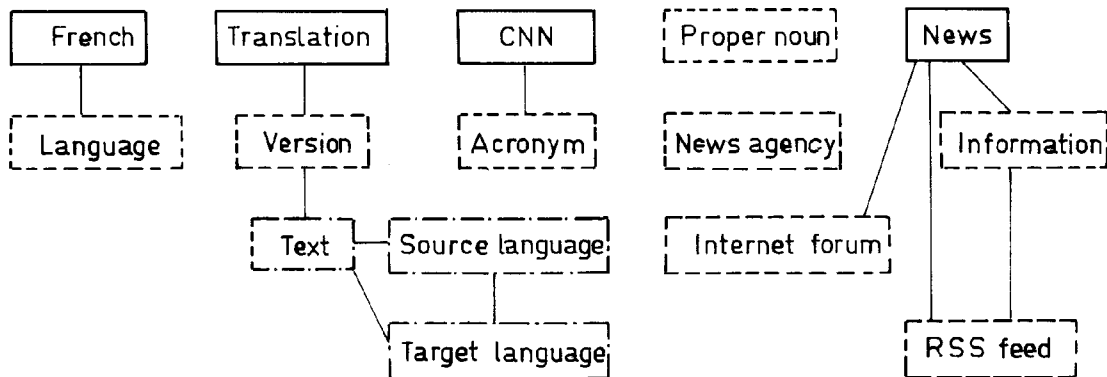 French
Translation
CNN
Proper noun
News
Language
Version
Acronym
News agency
Information
Text
Source language
Internet forum
Target language
RSS feed